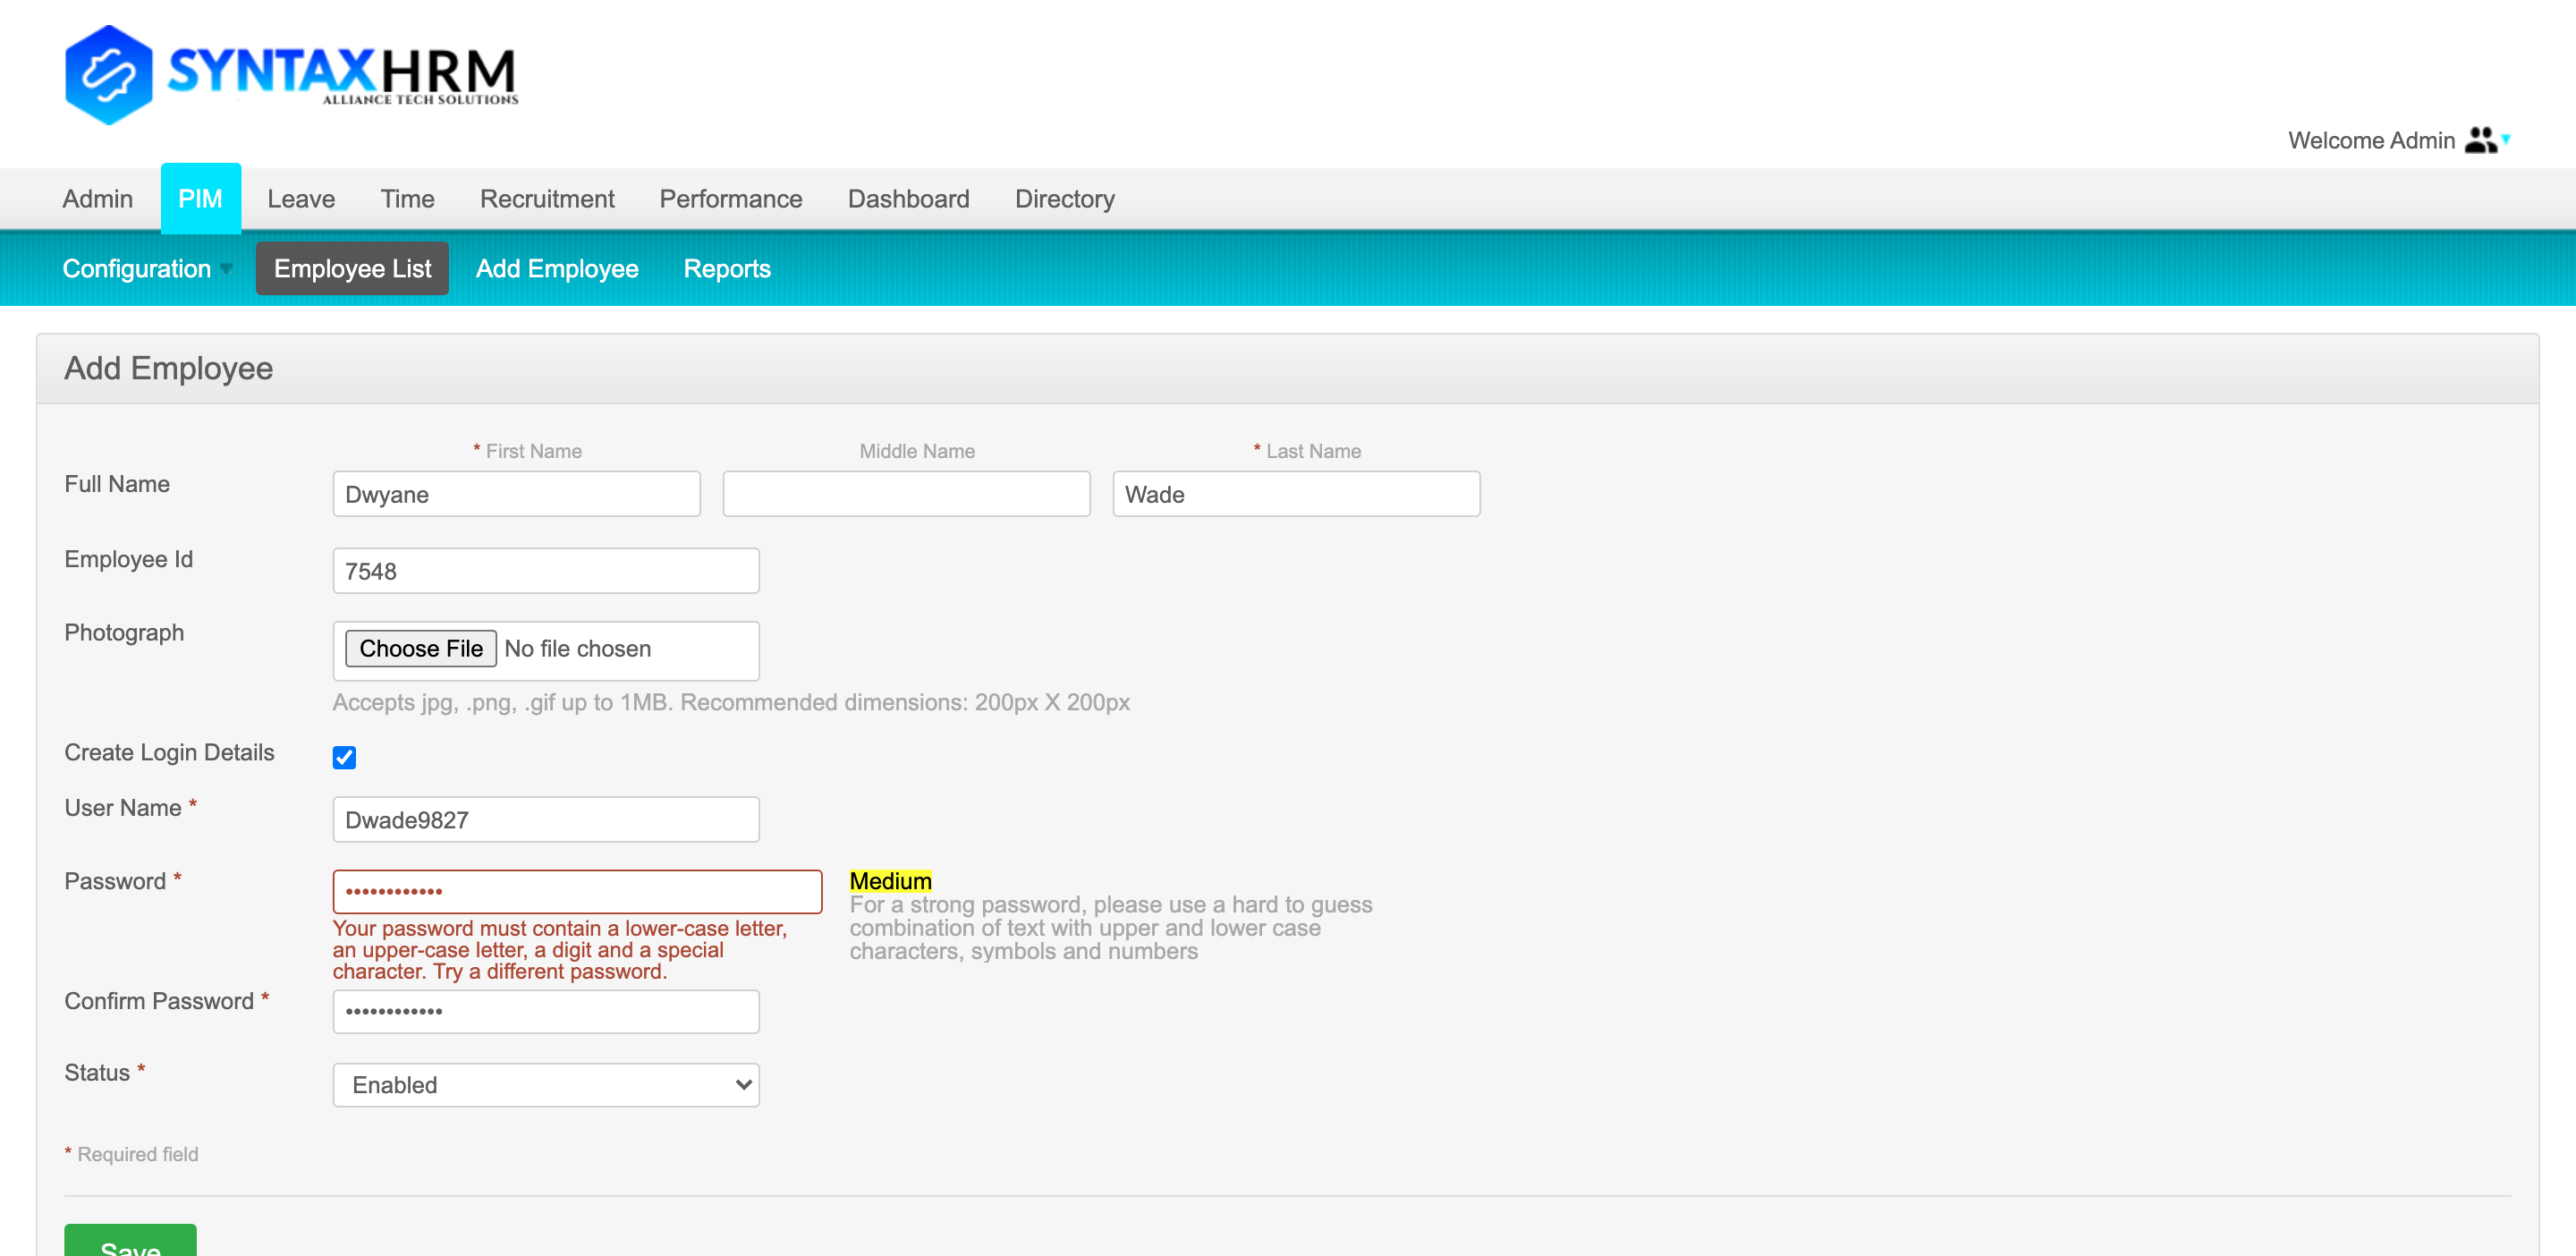 SYNTAXHRM
ALLIANCE TECH SOLUTIONS
Welcome Admin
Admin PIM Leave Time Recruitment Performance Dashboard Directory
Configuration Employee List Add Employee Reports
Add Employee
* First Name Middle Name * Last Name
Full Name Dwyane Wade
Employee Id 7548
Photograph Choose File No file chosen
Accepts jpg, .png, .gif up to 1MB. Recommended dimensions: 200px X 200px
Create Login Details
User Name * Dwade9827
Password * •••••••••••• Medium
For a strong password, please use a hard to guess
combination of text with upper and lower case
characters, symbols and numbers
Your password must contain a lower-case letter,
an upper-case letter, a digit and a special
character. Try a different password.
Confirm Password * ••••••••••••
Status * Enabled
* Required field
Save